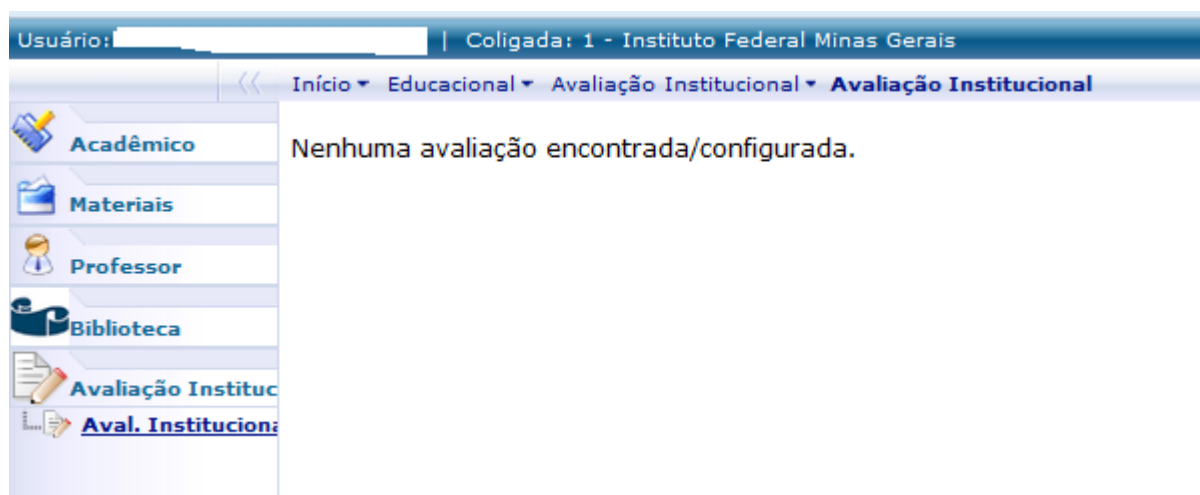 Usuário: | Coligada: 1 - Instituto Federal Minas Gerais
Início Educacional Avaliação Institucional Avaliação Institucional
Acadêmico
Nenhuma avaliação encontrada/configurada.
Materiais
Professor
Biblioteca
Avaliação Instituc
Aval. Instituciona